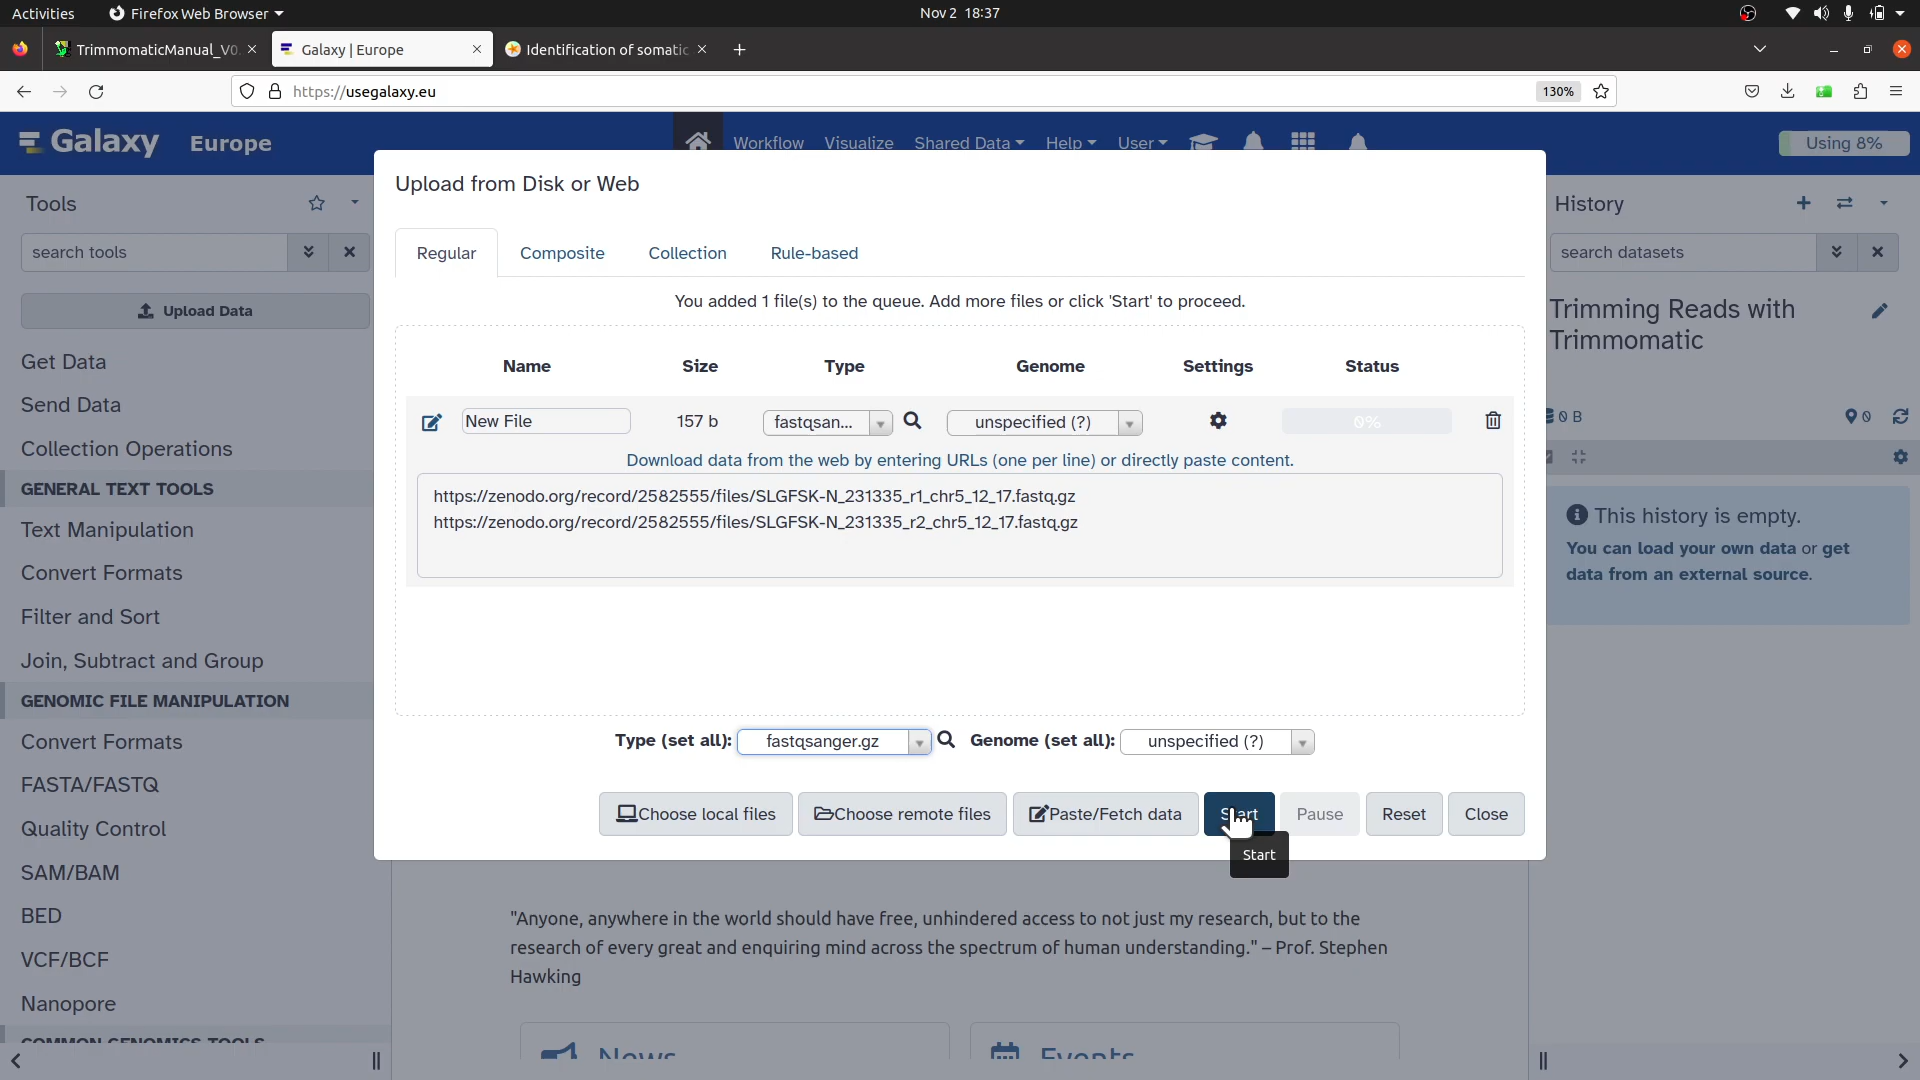 Activities
Firefox Web Browser
Nov 2 18:37
TrimmomaticManual_V0.
Galaxy | Europe
Identification of somatic
https://usegalaxy.eu
130%
Galaxy Europe
Workflow
Visualize
Shared Data
Help
User
Using 8%
Tools
search tools
Upload Data
Get Data
Send Data
Collection Operations
GENERAL TEXT TOOLS
Text Manipulation
Convert Formats
Filter and Sort
Join, Subtract and Group
GENOMIC FILE MANIPULATION
Convert Formats
FASTA/FASTQ
Quality Control
SAM/BAM
BED
VCF/BCF
Nanopore
COMMON GENOMICS TOOLS
Upload from Disk or Web
Regular
Composite
Collection
Rule-based
You added 1 file(s) to the queue. Add more files or click 'Start' to proceed.
Name Size Type Genome Settings Status
New File 157 b fastqsan... unspecified (?) 0%
Download data from the web by entering URLs (one per line) or directly paste content.
https://zenodo.org/record/2582555/files/SLGFSK-N_231335_r1_chr5_12_17.fastq.gz
https://zenodo.org/record/2582555/files/SLGFSK-N_231335_r2_chr5_12_17.fastq.gz
Type (set all): fastqsanger.gz Genome (set all): unspecified (?)
Choose local files
Choose remote files
Paste/Fetch data
Start
Pause
Reset
Close
Start
"Anyone, anywhere in the world should have free, unhindered access to not just my research, but to the
research of every great and enquiring mind across the spectrum of human understanding." – Prof. Stephen
Hawking
News
Events
History
search datasets
Trimming Reads with
Trimmomatic
0 B
0
This history is empty.
You can load your own data or get
data from an external source.